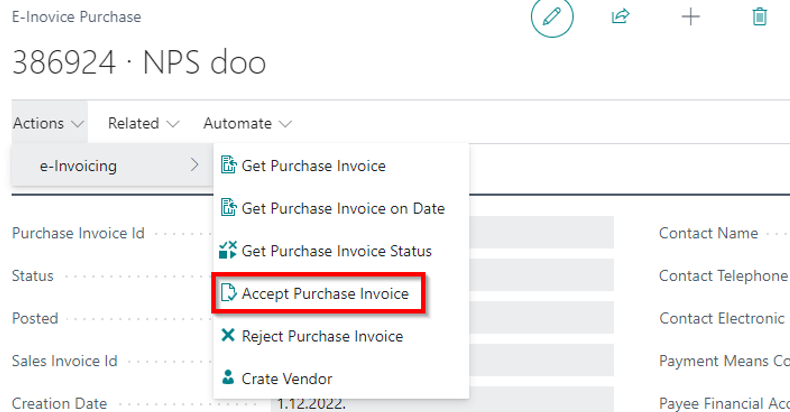 E-Inovice Purchase
386924 · NPS doo
Actions Related Automate
e-Invoicing
Get Purchase Invoice
Get Purchase Invoice on Date
Get Purchase Invoice Status
Accept Purchase Invoice
Reject Purchase Invoice
Crate Vendor
Purchase Invoice Id
Status
Posted
Sales Invoice Id
Creation Date 1.12.2022.
Contact Name
Contact Telephone
Contact Electronic
Payment Means Co
Payee Financial Acc